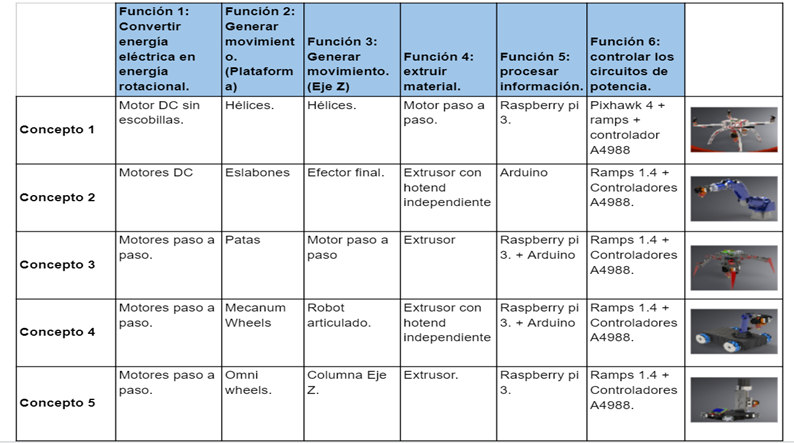 Función 1:
Convertir
energía
eléctrica en
energía
rotacional.
Función 2:
Generar
movimient
o.
(Plataform
a)
Función 3:
Generar
movimiento.
(Eje Z)
Función 4:
extruir
material.
Función 5:
procesar
información.
Función 6:
controlar los
circuitos de
potencia.
Concepto 1
Motor DC sin
escobillas.
Hélices.
Hélices.
Motor paso a
paso.
Raspberry pi
3.
Pixhawk 4 +
ramps +
controlador
A4988
Concepto 2
Motores DC
Eslabones
Efector final.
Extrusor con
hotend
independiente
Arduino
Ramps 1.4 +
Controladores
A4988.
Concepto 3
Motores paso a
paso.
Patas
Motor paso a
paso
Extrusor
Raspberry pi
3. + Arduino
Ramps 1.4 +
Controladores
A4988.
Concepto 4
Motores paso a
paso.
Mecanum
Wheels
Robot
articulado.
Extrusor con
hotend
independiente
Raspberry pi
3. + Arduino
Ramps 1.4 +
Controladores
A4988.
Concepto 5
Motores paso a
paso.
Omni
wheels.
Columna Eje
Z.
Extrusor.
Raspberry pi
3.
Ramps 1.4 +
Controladores
A4988.